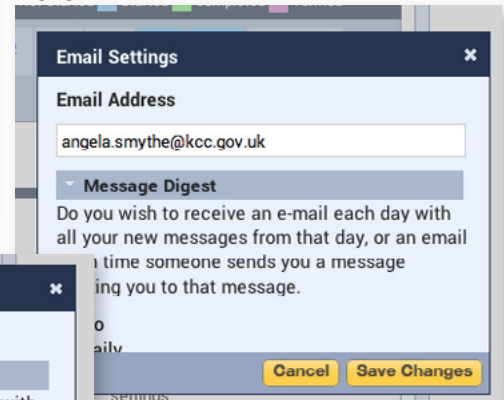 Email Settings
Email Address
angela.smythe@kcc.gov.uk
Message Digest
Do you wish to receive an e-mail each day with
all your new messages from that day, or an email
time someone sends you a message
you to that message.
Cancel Save Changes
settings
with